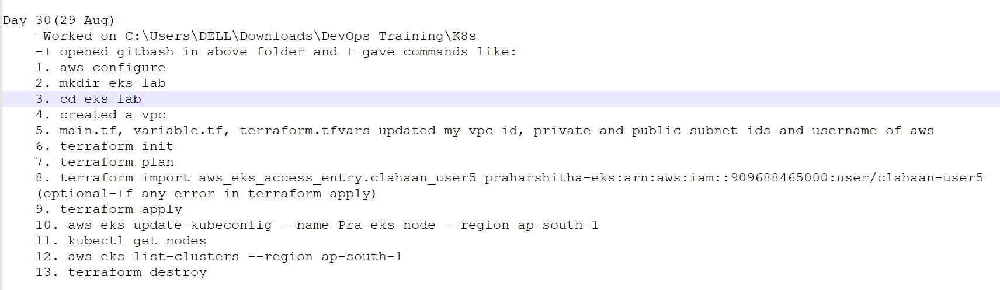 Day-30(29 Aug)
-Worked on C:\Users\DELL\Downloads\DevOps Training\K8s
-I opened gitbash in above folder and I gave commands like:
1. aws configure
2. mkdir eks-lab
3. cd eks-lab
4. created a vpc
5. main.tf, variable.tf, terraform.tfvars updated my vpc id, private and public subnet ids and username of aws
6. terraform init
7. terraform plan
8. terraform import aws_eks_access_entry.clahaan_user5 praharshitha-eks:arn:aws:iam::909688465000:user/clahaan-user5
(optional-If any error in terraform apply)
9. terraform apply
10. aws eks update-kubeconfig --name Pra-eks-node --region ap-south-1
11. kubectl get nodes
12. aws eks list-clusters --region ap-south-1
13. terraform destroy